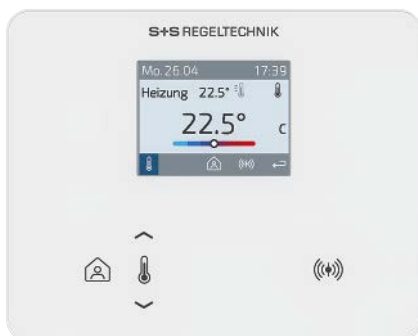 S+S REGELTECHNIK
Mo.26.04 17:39
Heizung 22.5°
22.5° C